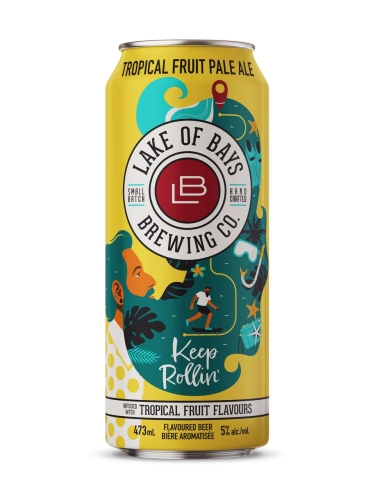 TROPICAL FRUIT PALE ALE
LAKE OF BAYS
SMALL BATCH
LB
HAND CRAFTED
BREWING CO.
Keep
Rollin'
INFUSED WITH TROPICAL FRUIT FLAVOURS
473mL
FLAVOURED BEER
BIÈRE AROMATISÉE
5% alc./vol.